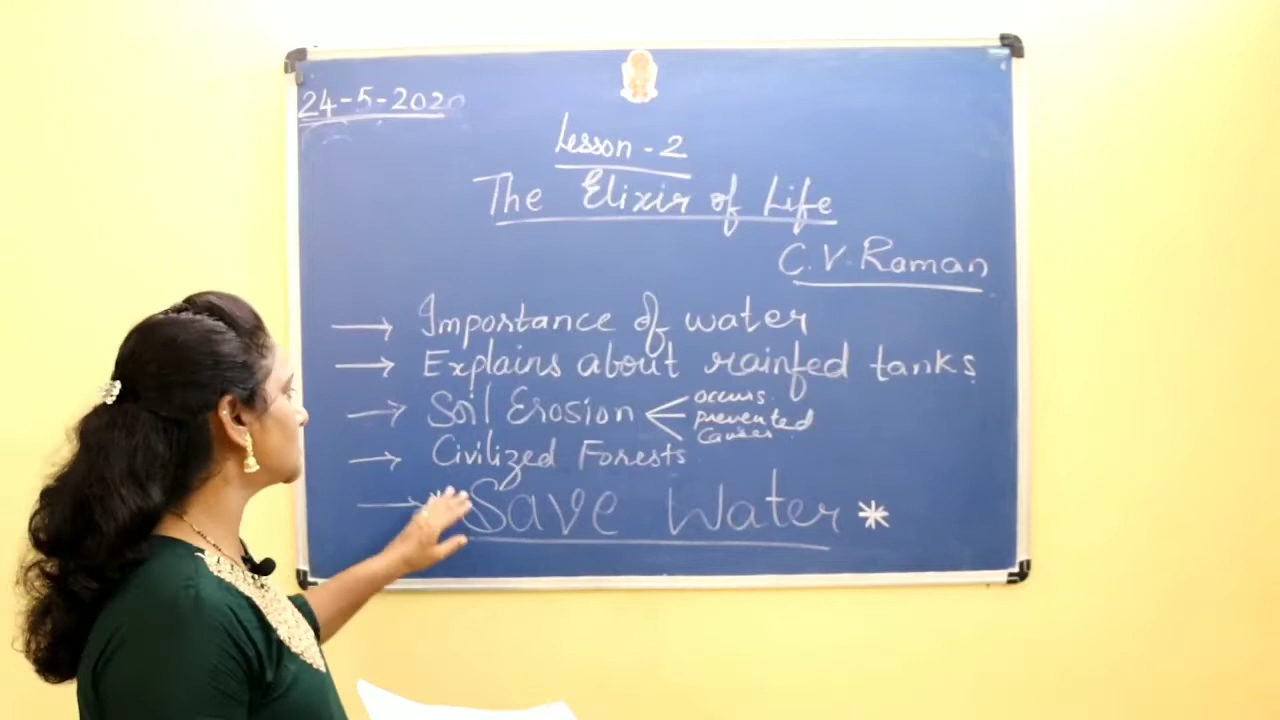 24-5-2020
Lesson - 2
The Elixir of Life
C.V. Raman
→ Importance of water
→ Explains about rainfed tanks
→ Soil Erosion
occurs
prevented
causes
→ Civilized Forests
→ * Save Water *